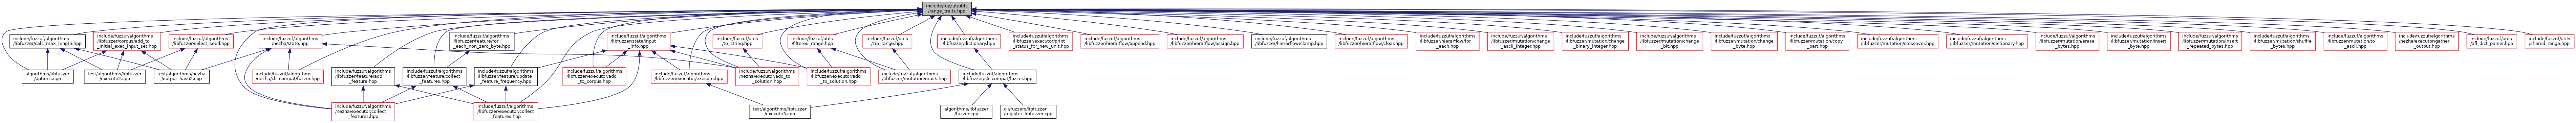 include/fuzzuf/utils
/range_traits.hpp
include/fuzzuf/algorithms
/libfuzzer/calc_max_length.hpp
include/fuzzuf/algorithms
/libfuzzer/corpus/add_to
_initial_exec_input_set.hpp
include/fuzzuf/algorithms
/libfuzzer/select_seed.hpp
include/fuzzuf/algorithms
/nezha/state.hpp
include/fuzzuf/algorithms
/libfuzzer/feature/for
_each_non_zero_byte.hpp
include/fuzzuf/algorithms
/libfuzzer/state/input
_info.hpp
include/fuzzuf/utils
/to_string.hpp
include/fuzzuf/utils
/filtered_range.hpp
include/fuzzuf/utils
/zip_range.hpp
include/fuzzuf/algorithms
/libfuzzer/dictionary.hpp
include/fuzzuf/algorithms
/libfuzzer/executor/print
_status_for_new_unit.hpp
include/fuzzuf/algorithms
/libfuzzer/hierarflow/append.hpp
include/fuzzuf/algorithms
/libfuzzer/hierarflow/assign.hpp
include/fuzzuf/algorithms
/libfuzzer/hierarflow/clamp.hpp
include/fuzzuf/algorithms
/libfuzzer/hierarflow/clear.hpp
include/fuzzuf/algorithms
/libfuzzer/hierarflow/for
_each.hpp
include/fuzzuf/algorithms
/libfuzzer/mutation/change
_ascii_integer.hpp
include/fuzzuf/algorithms
/libfuzzer/mutation/change
_binary_integer.hpp
include/fuzzuf/algorithms
/libfuzzer/mutation/change
_bit.hpp
include/fuzzuf/algorithms
/libfuzzer/mutation/change
_byte.hpp
include/fuzzuf/algorithms
/libfuzzer/mutation/copy
_part.hpp
include/fuzzuf/algorithms
/libfuzzer/mutation/crossover.hpp
include/fuzzuf/algorithms
/libfuzzer/mutation/dictionary.hpp
include/fuzzuf/algorithms
/libfuzzer/mutation/erase
_bytes.hpp
include/fuzzuf/algorithms
/libfuzzer/mutation/insert
_byte.hpp
include/fuzzuf/algorithms
/libfuzzer/mutation/insert
_repeated_bytes.hpp
include/fuzzuf/algorithms
/libfuzzer/mutation/shuffle
_bytes.hpp
include/fuzzuf/algorithms
/libfuzzer/mutation/to
_ascii.hpp
include/fuzzuf/algorithms
/nezha/executor/gather
_output.hpp
include/fuzzuf/utils
/afl_dict_parser.hpp
include/fuzzuf/utils
/shared_range.hpp
algorithms/libfuzzer
/options.cpp
test/algorithms/libfuzzer
/execute2.cpp
test/algorithms/nezha
/output_hash2.cpp
include/fuzzuf/algorithms
/nezha/cli_compat/fuzzer.hpp
include/fuzzuf/algorithms
/libfuzzer/feature/add
_feature.hpp
include/fuzzuf/algorithms
/libfuzzer/feature/collect
_features.hpp
include/fuzzuf/algorithms
/libfuzzer/feature/update
_feature_frequency.hpp
include/fuzzuf/algorithms
/libfuzzer/executor/add
_to_corpus.hpp
include/fuzzuf/algorithms
/libfuzzer/executor/execute.hpp
include/fuzzuf/algorithms
/nezha/executor/add_to
_solution.hpp
include/fuzzuf/algorithms
/libfuzzer/executor/add
_to_solution.hpp
include/fuzzuf/algorithms
/libfuzzer/mutation/mask.hpp
include/fuzzuf/algorithms
/libfuzzer/cli_compat/fuzzer.hpp
include/fuzzuf/algorithms
/nezha/executor/collect
_features.hpp
include/fuzzuf/algorithms
/libfuzzer/executor/collect
_features.hpp
test/algorithms/libfuzzer
/execute3.cpp
algorithms/libfuzzer
/fuzzer.cpp
cli/fuzzers/libfuzzer
/register_libfuzzer.cpp